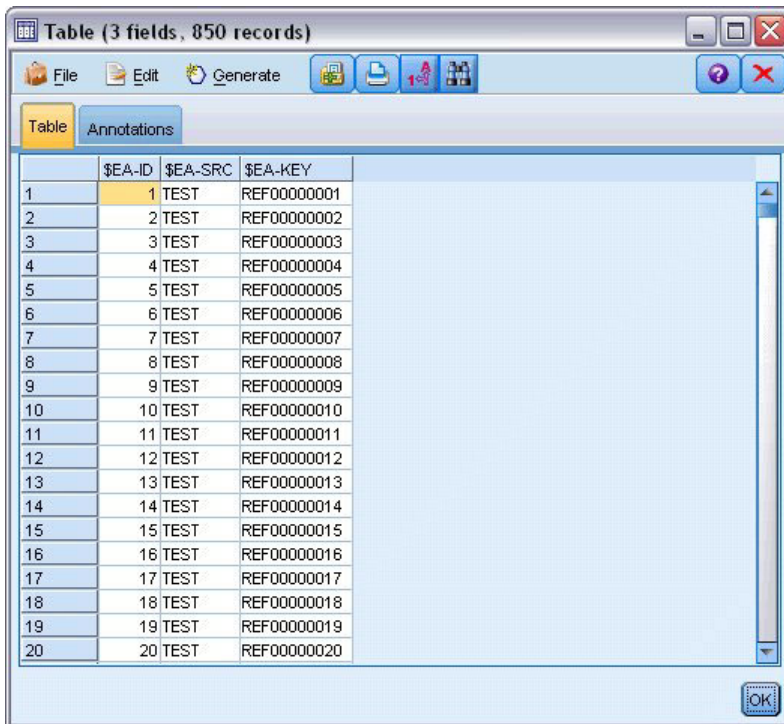 Table (3 fields, 850 records)
File Edit Generate
Table Annotations
$EA-ID $EA-SRC $EA-KEY
1 1 TEST REF00000001
2 2 TEST REF00000002
3 3 TEST REF00000003
4 4 TEST REF00000004
5 5 TEST REF00000005
6 6 TEST REF00000006
7 7 TEST REF00000007
8 8 TEST REF00000008
9 9 TEST REF00000009
10 10 TEST REF00000010
11 11 TEST REF00000011
12 12 TEST REF00000012
13 13 TEST REF00000013
14 14 TEST REF00000014
15 15 TEST REF00000015
16 16 TEST REF00000016
17 17 TEST REF00000017
18 18 TEST REF00000018
19 19 TEST REF00000019
20 20 TEST REF00000020
OK